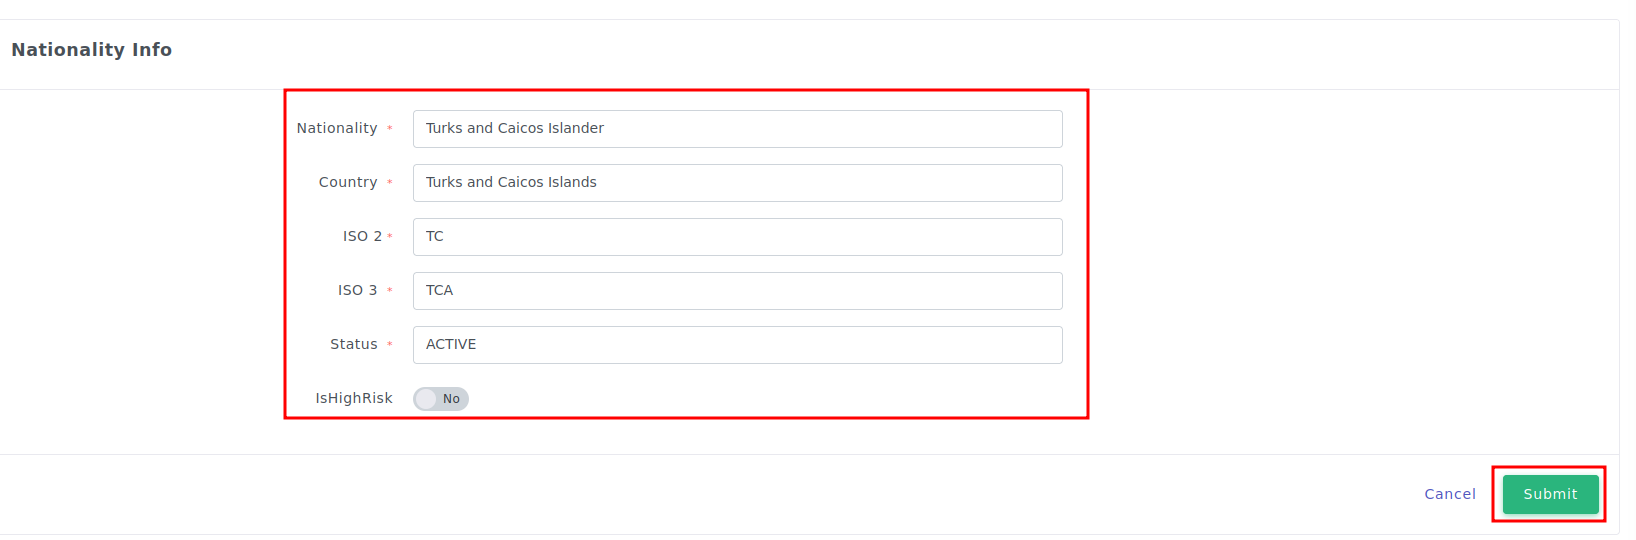 Nationality Info
Nationality * Turks and Caicos Islander
Country * Turks and Caicos Islands
ISO 2 * TC
ISO 3 * TCA
Status * ACTIVE
IsHighRisk No
Cancel Submit